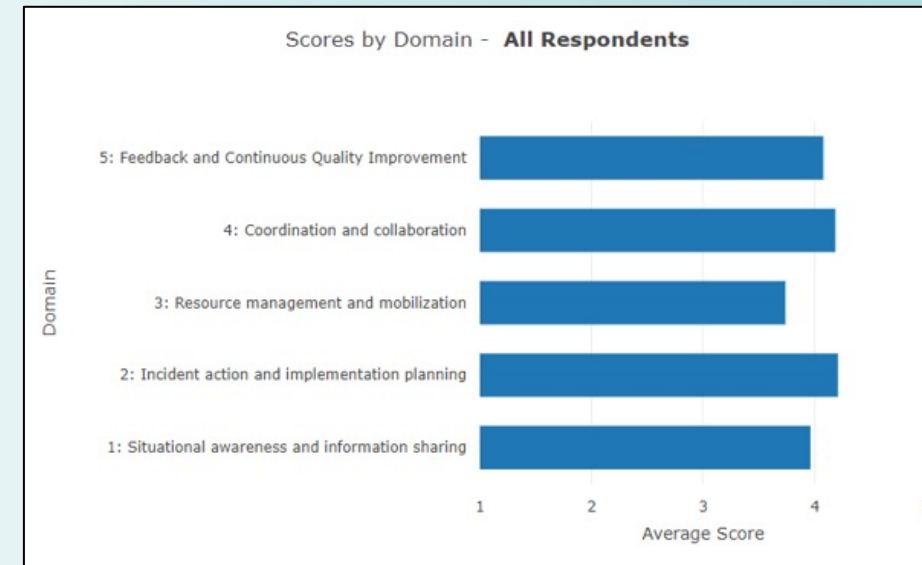 Scores by Domain - All Respondents
5: Feedback and Continuous Quality Improvement
4: Coordination and collaboration
Domain
3: Resource management and mobilization
2: Incident action and implementation planning
1: Situational awareness and information sharing
1 2 3 4
Average Score